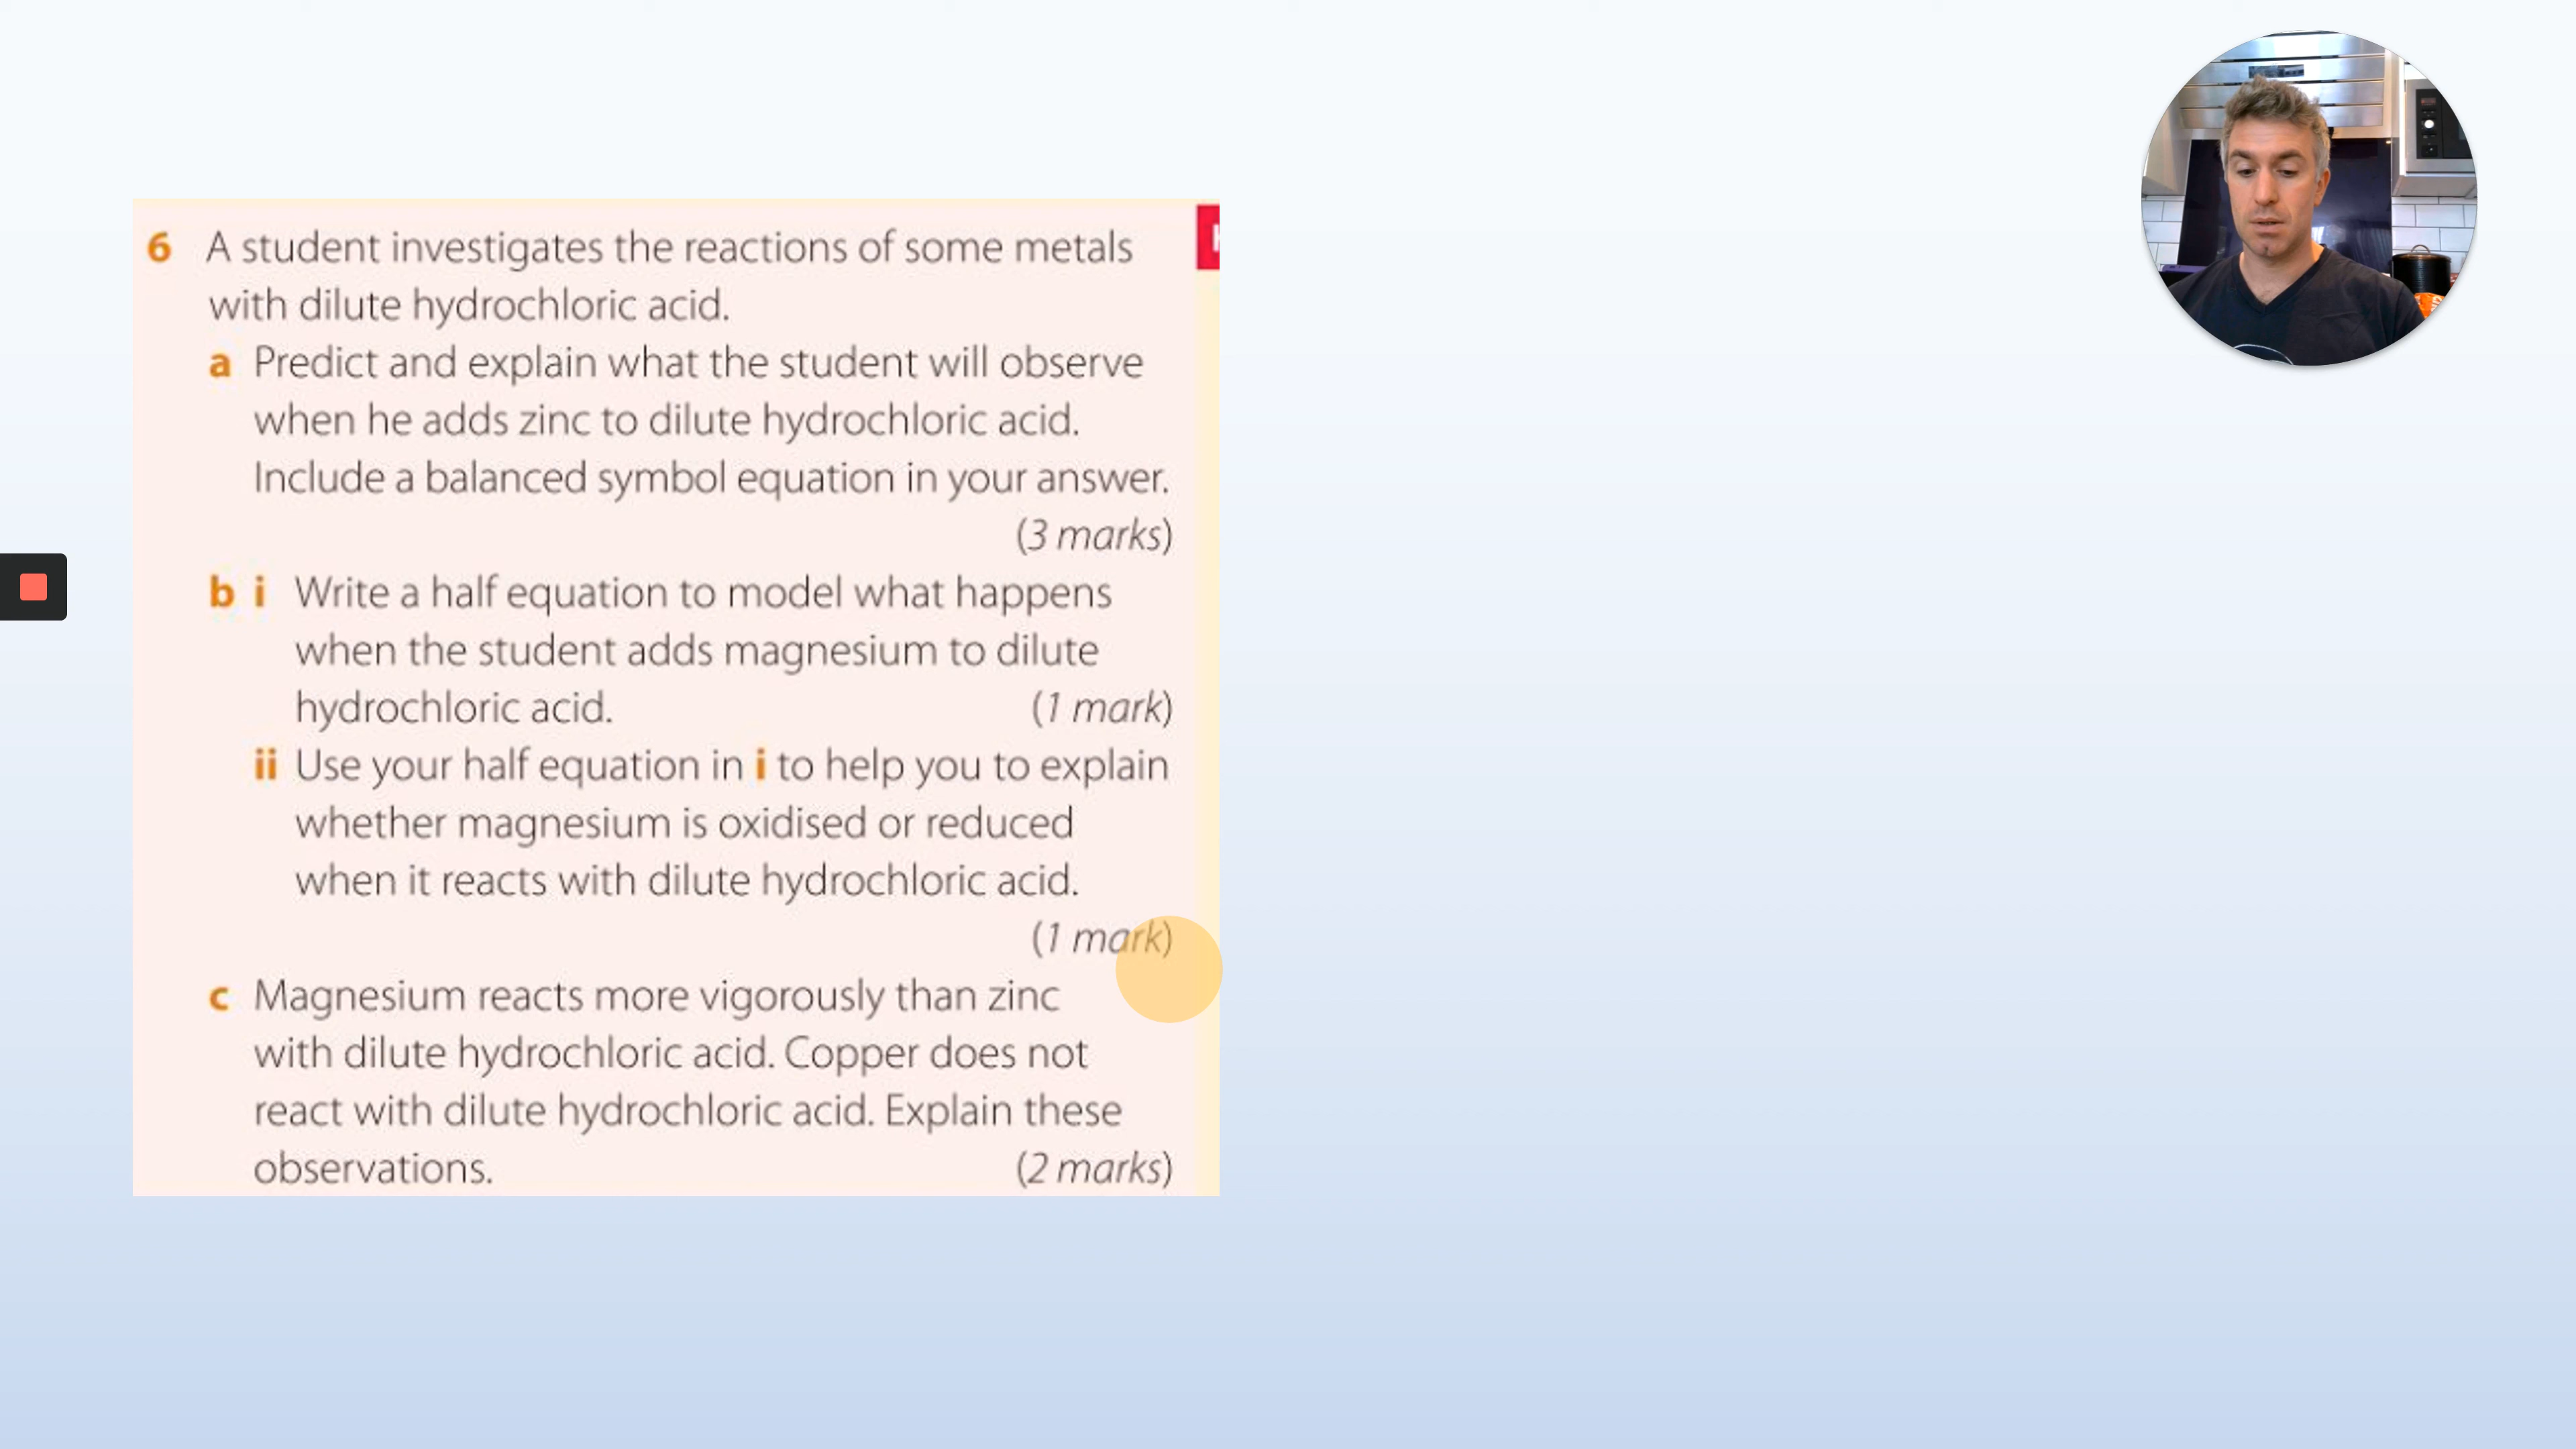 6 A student investigates the reactions of some metals
with dilute hydrochloric acid.
a Predict and explain what the student will observe
when he adds zinc to dilute hydrochloric acid.
Include a balanced symbol equation in your answer.
(3 marks)
b i Write a half equation to model what happens
when the student adds magnesium to dilute
hydrochloric acid. (1 mark)
ii Use your half equation in i to help you to explain
whether magnesium is oxidised or reduced
when it reacts with dilute hydrochloric acid.
(1 mark)
c Magnesium reacts more vigorously than zinc
with dilute hydrochloric acid. Copper does not
react with dilute hydrochloric acid. Explain these
observations. (2 marks)